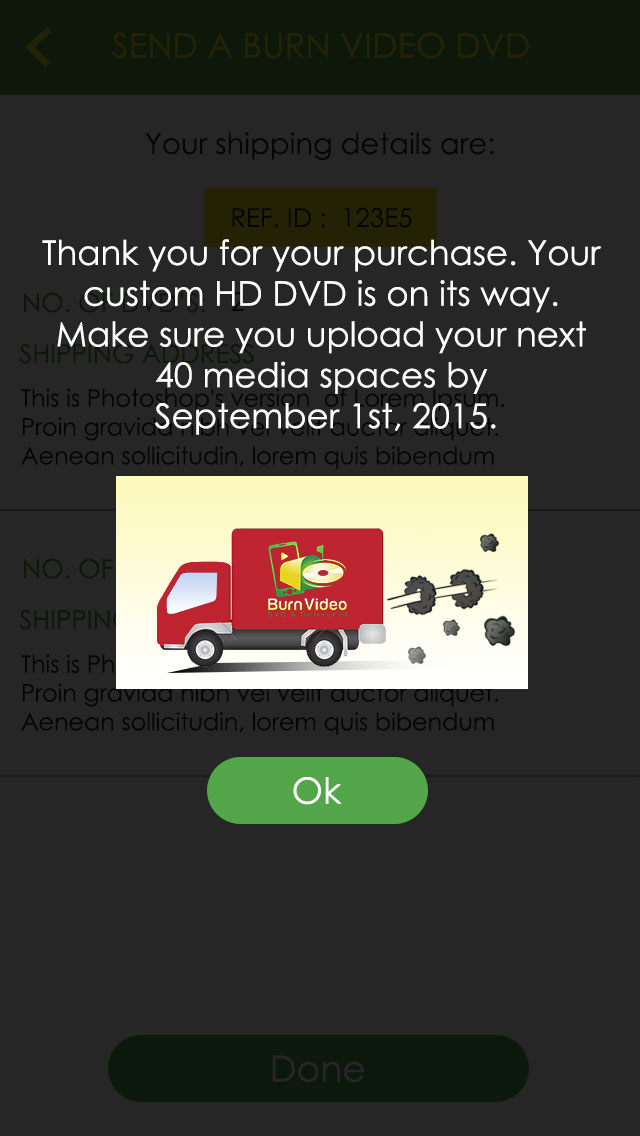 SEND A BURN VIDEO DVD
Your shipping details are:
REF. ID : 123E5
Thank you for your purchase. Your
custom HD DVD is on its way.
Make sure you upload your next
40 media spaces by
September 1st, 2015.
NO. OF DVD'S: 2
SHIPPING ADDRESS
This is Photoshop's version of Lorem Ipsum.
Proin gravida nibh vel velit auctor aliquet.
Aenean sollicitudin, lorem quis bibendum
Burn Video
NO. OF
SHIPPING
This is Ph
Proin gravida nibh vel velit auctor aliquet.
Aenean sollicitudin, lorem quis bibendum
Ok
Done